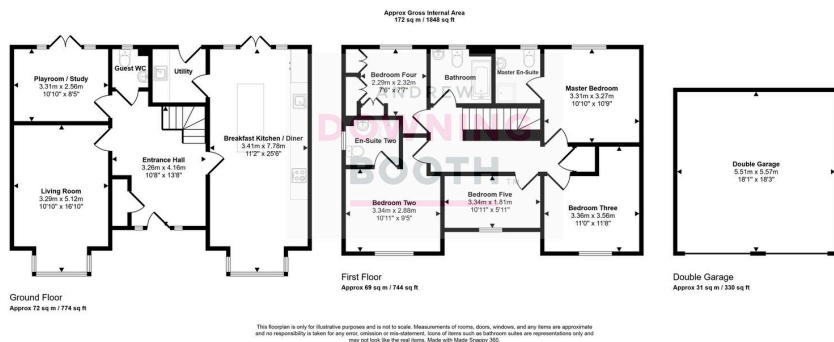 Approx Gross Internal Area
172 sq m / 1848 sq ft
Playroom / Study
3.31m x 2.56m
10'10" x 8'5"
Guest WC
Utility
Breakfast Kitchen / Diner
3.41m x 7.78m
11'2" x 25'6"
Entrance Hall
3.26m x 4.16m
10'8" x 13'8"
Living Room
3.29m x 5.12m
10'10" x 16'10"
Ground Floor
Approx 72 sq m / 774 sq ft
Bedroom Four
2.29m x 2.32m
7'6" x 7'7"
Bathroom
Master En-Suite
Master Bedroom
3.31m x 3.27m
10'10" x 10'9"
ANDREW
DOWNING
BOOTH
TM
En-Suite Two
Bedroom Two
3.34m x 2.88m
10'11" x 9'5"
Bedroom Five
3.34m x 1.81m
10'11" x 5'11"
Bedroom Three
3.36m x 3.56m
11'0" x 11'8"
First Floor
Approx 69 sq m / 744 sq ft
Double Garage
5.51m x 5.57m
18'1" x 18'3"
Double Garage
Approx 31 sq m / 330 sq ft
This floorplan is only for illustrative purposes and is not to scale. Measurements of rooms, doors, windows, and any items are approximate
and no responsibility is taken for any error, omission or mis-statement. Icons of items such as bathroom suites are representations only and
may not look like the real items. Made with Made Snappy 360.